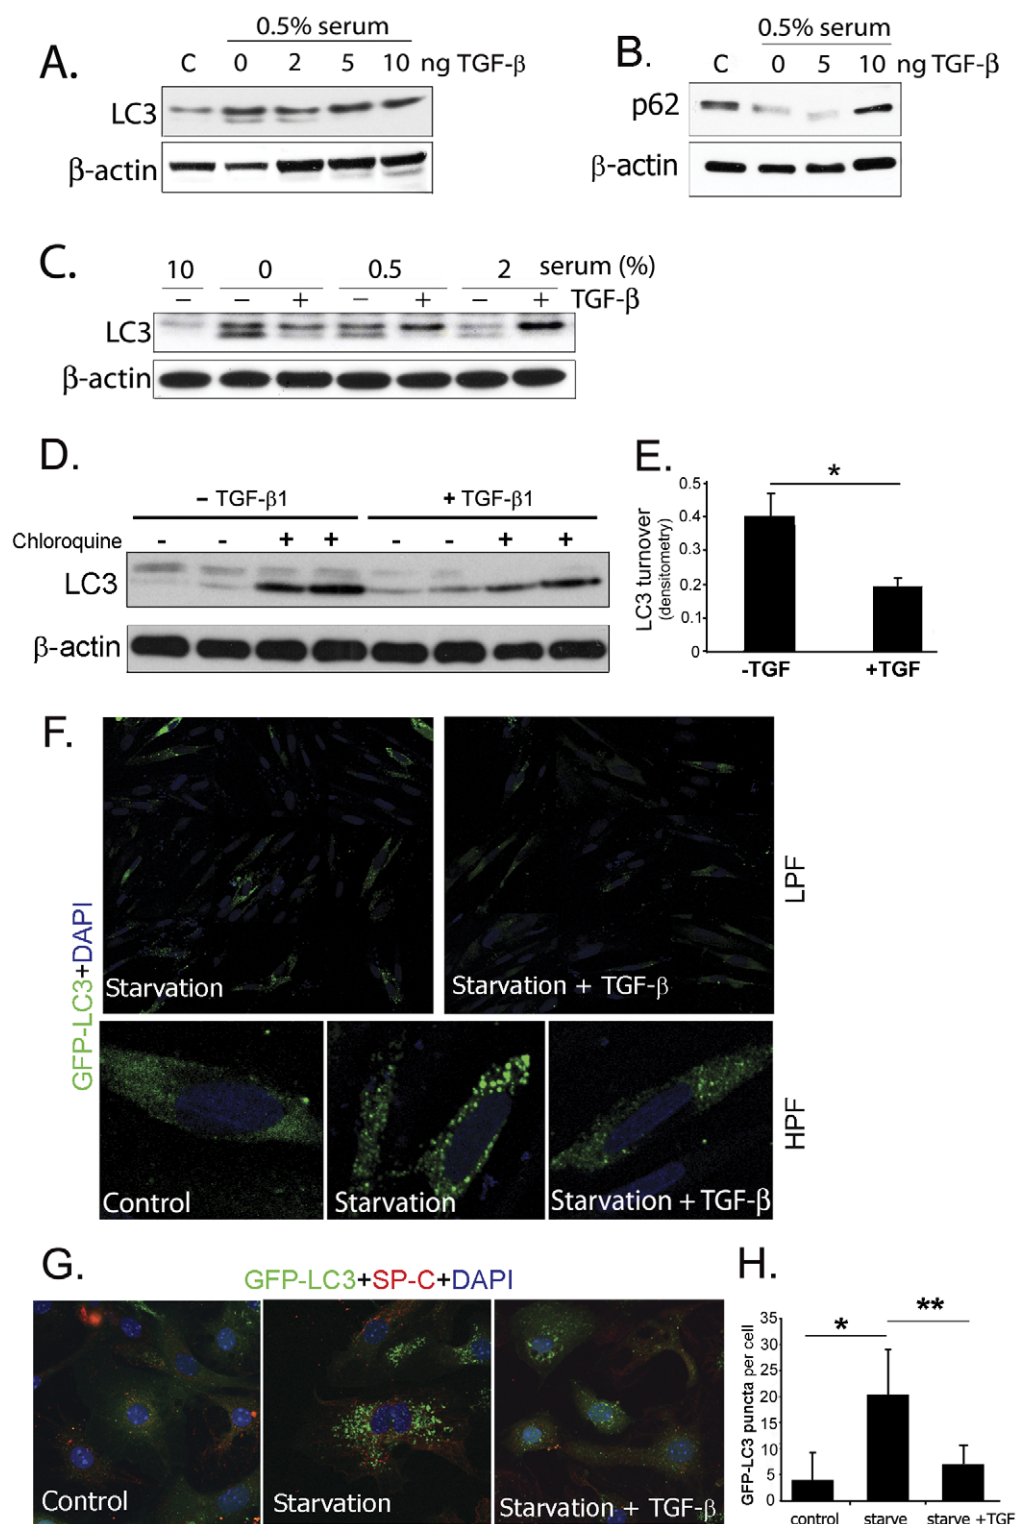 A.
0.5% serum
C 0 2 5 10 ng TGF-β
LC3
β-actin
B.
0.5% serum
C 0 5 10 ng TGF-β
p62
β-actin
C.
10 0 0.5 2 serum (%)
− − + − + − + TGF-β
LC3
β-actin
D.
− TGF-β1 + TGF-β1
Chloroquine - - + + - - + +
LC3
β-actin
E.
*
0.5
0.4
0.3
0.2
0.1
0
LC3 turnover
(densitometry)
-TGF +TGF
F.
GFP-LC3+DAPI
Starvation
Starvation + TGF-β
LPF
Control
Starvation
Starvation + TGF-β
HPF
G.
GFP-LC3+SP-C+DAPI
Control
Starvation
Starvation + TGF-β
H.
* **
35
30
25
20
15
10
5
0
GFP-LC3 puncta per cell
control starve starve +TGF